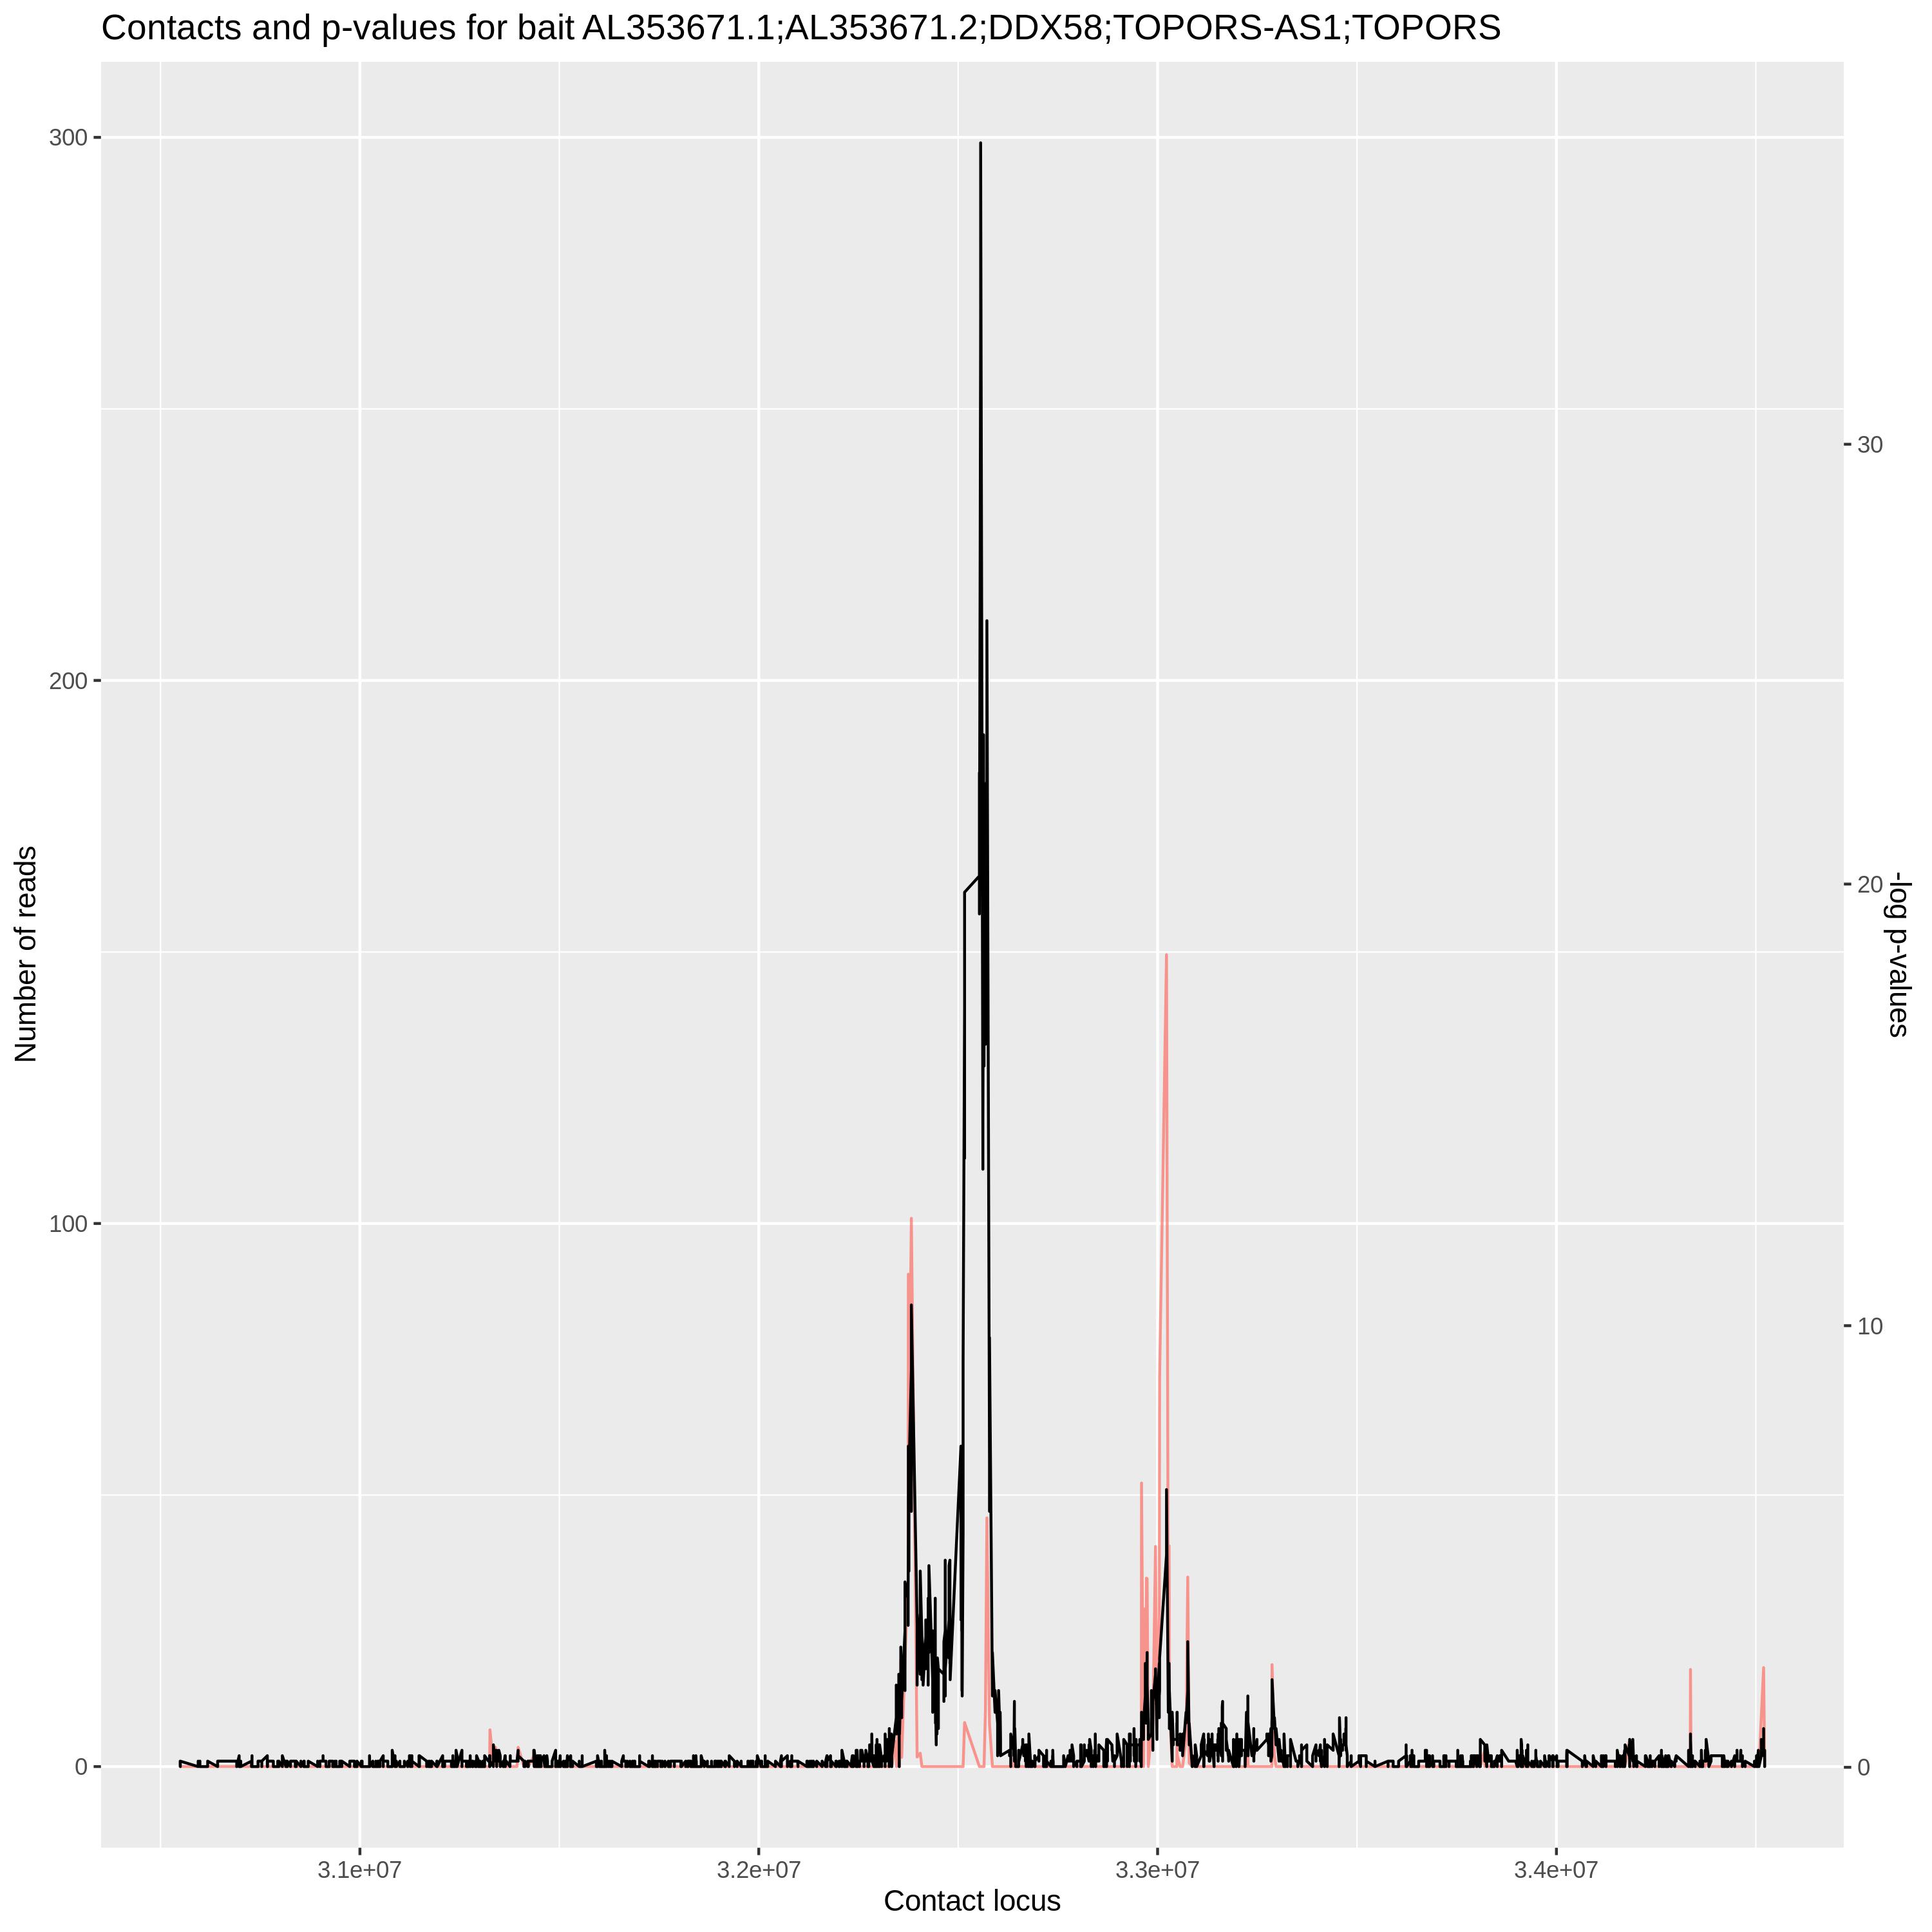 Contacts and p-values for bait AL353671.1;AL353671.2;DDX58;TOPORS-AS1;TOPORS
300
200
100
0
Number of reads
30
20
10
0
-log p-values
3.1e+07
3.2e+07
3.3e+07
3.4e+07
Contact locus